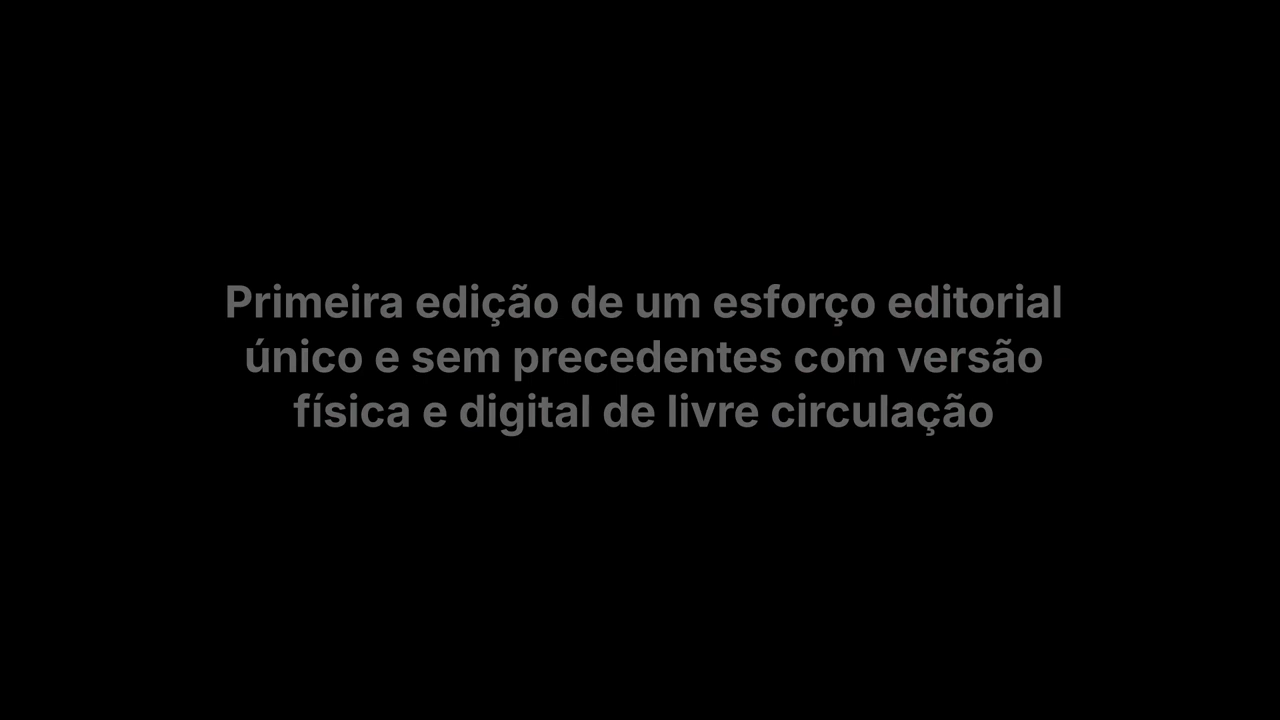 Primeira edição de um esforço editorial
único e sem precedentes com versão
física e digital de livre circulação